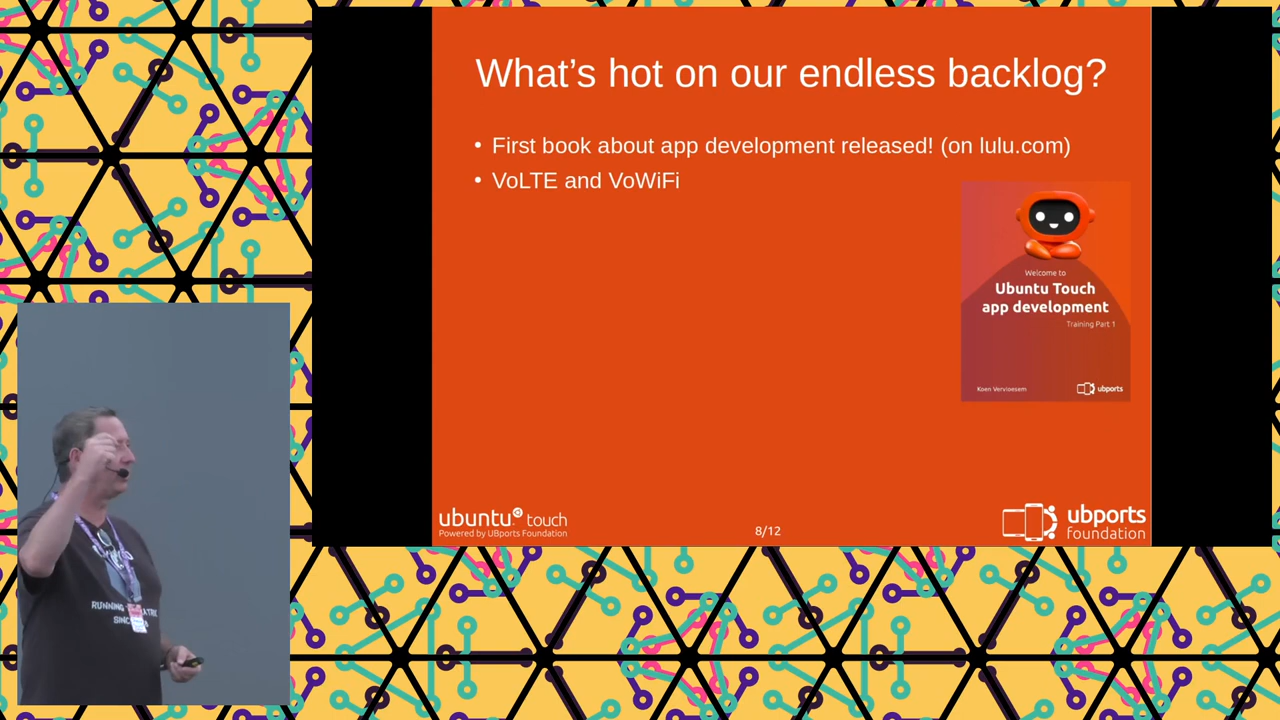 What's hot on our endless backlog?
• First book about app development released! (on lulu.com)
• VoLTE and VoWiFi
Welcome to
Ubuntu Touch
app development
Training Part 1
Koen Vervloesem
ubports
ubuntu touch
Powered by UBports Foundation
8/12
ubports
foundation
RUNNING